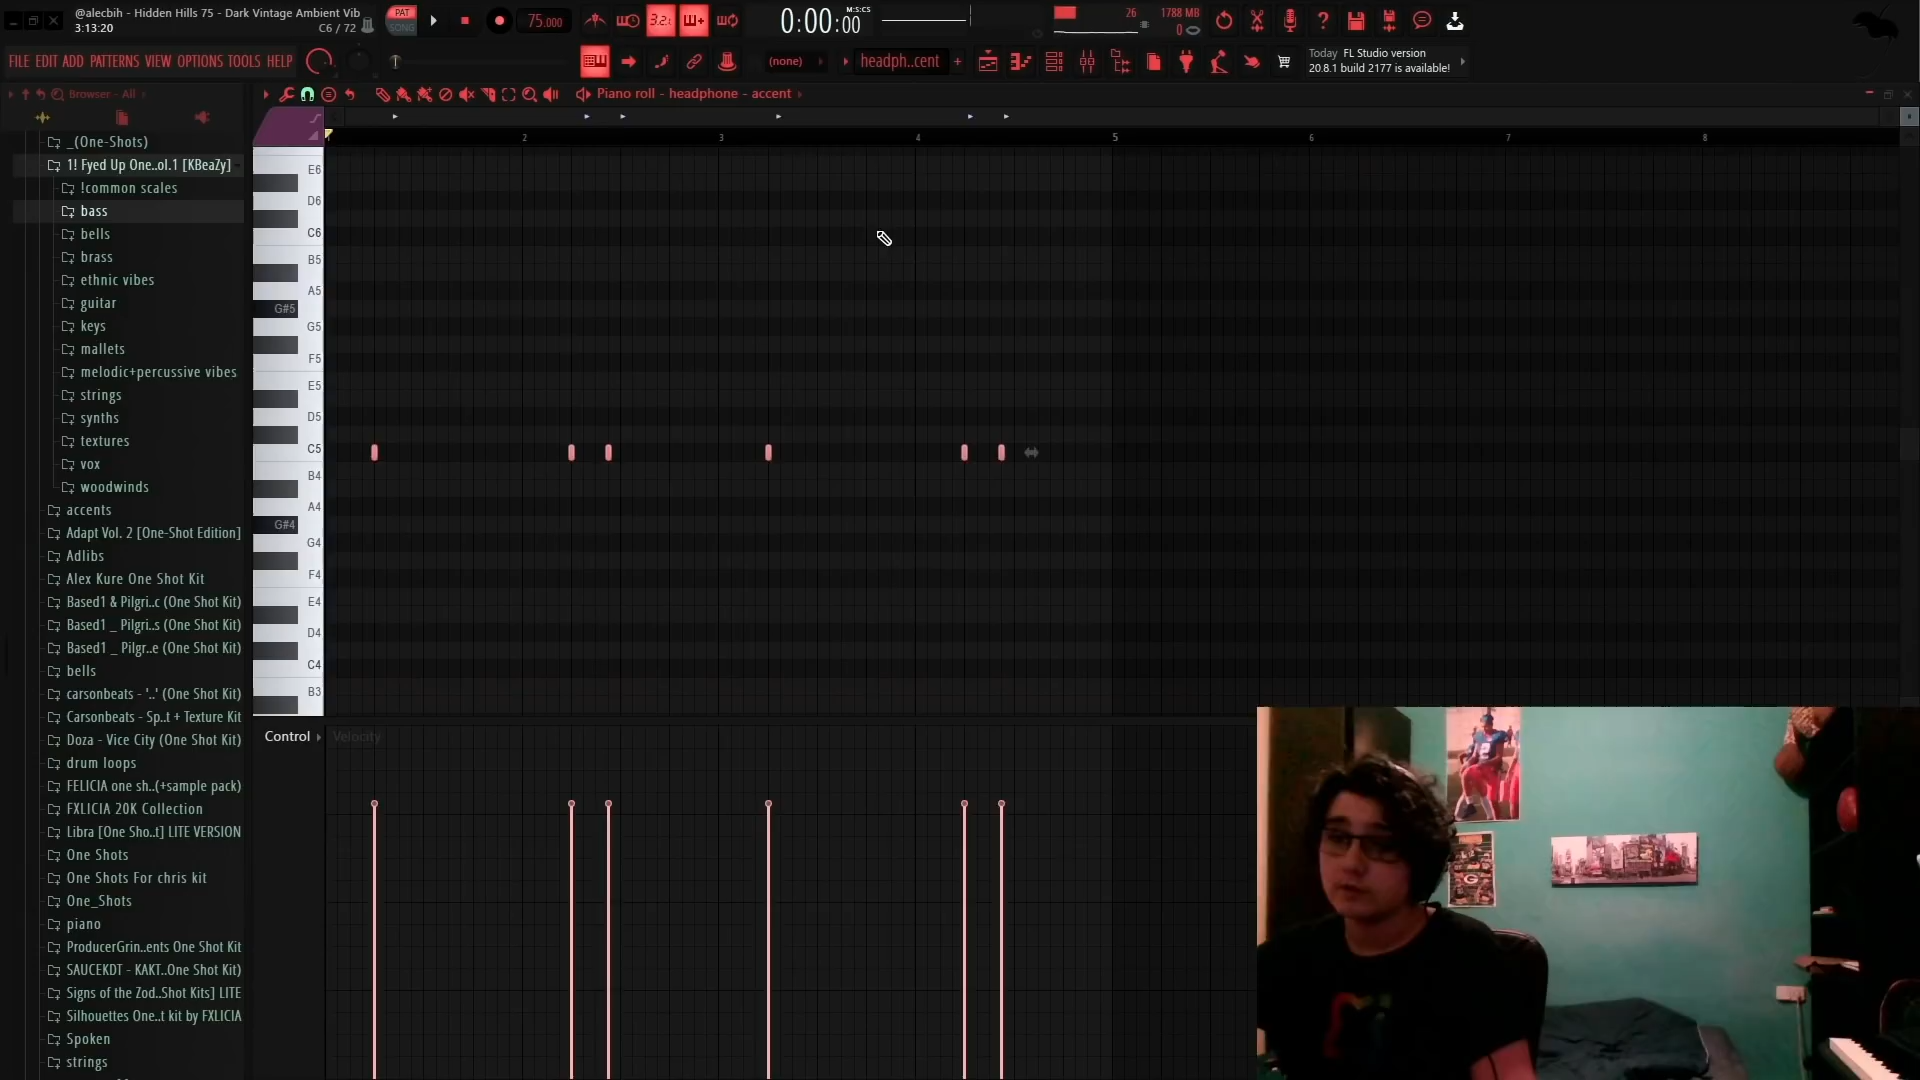 @alecbih - Hidden Hills 75 - Dark Vintage Ambient Vib
3:13:20
C6 / 72
PAT
SONG
75.000
3.2.1
0:00:00
M:S:CS
26
1788 MB
0
FILE EDIT ADD PATTERNS VIEW OPTIONS TOOLS HELP
(none)
headph..cent
Today FL Studio version
20.8.1 build 2177 is available!
Browser - All
Piano roll - headphone - accent
2
3
4
5
6
7
8
_(One-Shots)
1! Fyed Up One..ol.1 [KBeaZy]
!common scales
bass
bells
brass
ethnic vibes
guitar
keys
mallets
melodic+percussive vibes
strings
synths
textures
vox
woodwinds
accents
Adapt Vol. 2 [One-Shot Edition]
Adlibs
Alex Kure One Shot Kit
Based1 & Pilgri..c (One Shot Kit)
Based1 _ Pilgri..s (One Shot Kit)
Based1 _ Pilgr..e (One Shot Kit)
bells
carsonbeats - '..' (One Shot Kit)
Carsonbeats - Sp..t + Texture Kit
Doza - Vice City (One Shot Kit)
drum loops
FELICIA one sh..(+sample pack)
FXLICIA 20K Collection
Libra [One Sho..t] LITE VERSION
One Shots
One Shots For chris kit
One_Shots
piano
ProducerGrin..ents One Shot Kit
SAUCEKDT - KAKT..One Shot Kit)
Signs of the Zod..Shot Kits] LITE
Silhouettes One..t kit by FXLICIA
Spoken
strings
E6
D6
C6
B5
A5
G#5
G5
F5
E5
D5
C5
B4
A4
G#4
G4
F4
E4
D4
C4
B3
Control
Velocity